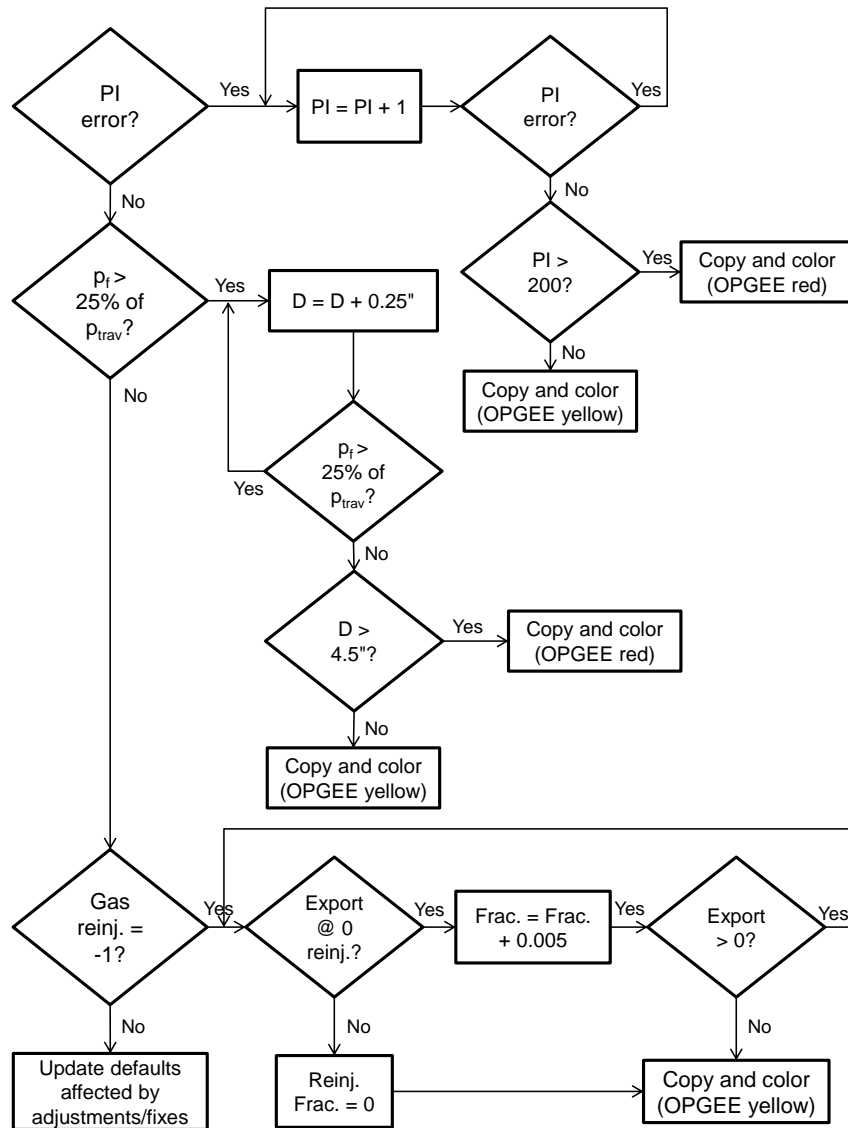 PI
error?
Yes
PI = PI + 1
PI
error?
Yes
No
No
PI >
200?
Yes
Copy and color
(OPGEE red)
No
Copy and color
(OPGEE yellow)
pf >
25% of
ptrav?
Yes
D = D + 0.25"
No
pf >
25% of
ptrav?
Yes
No
D >
4.5"?
Yes
Copy and color
(OPGEE red)
No
Copy and color
(OPGEE yellow)
Gas
reinj. =
-1?
Yes
Export
@ 0
reinj.?
Yes
Frac. = Frac.
+ 0.005
Yes
Export
> 0?
Yes
No
No
No
Update defaults
affected by
adjustments/fixes
Reinj.
Frac. = 0
Copy and color
(OPGEE yellow)